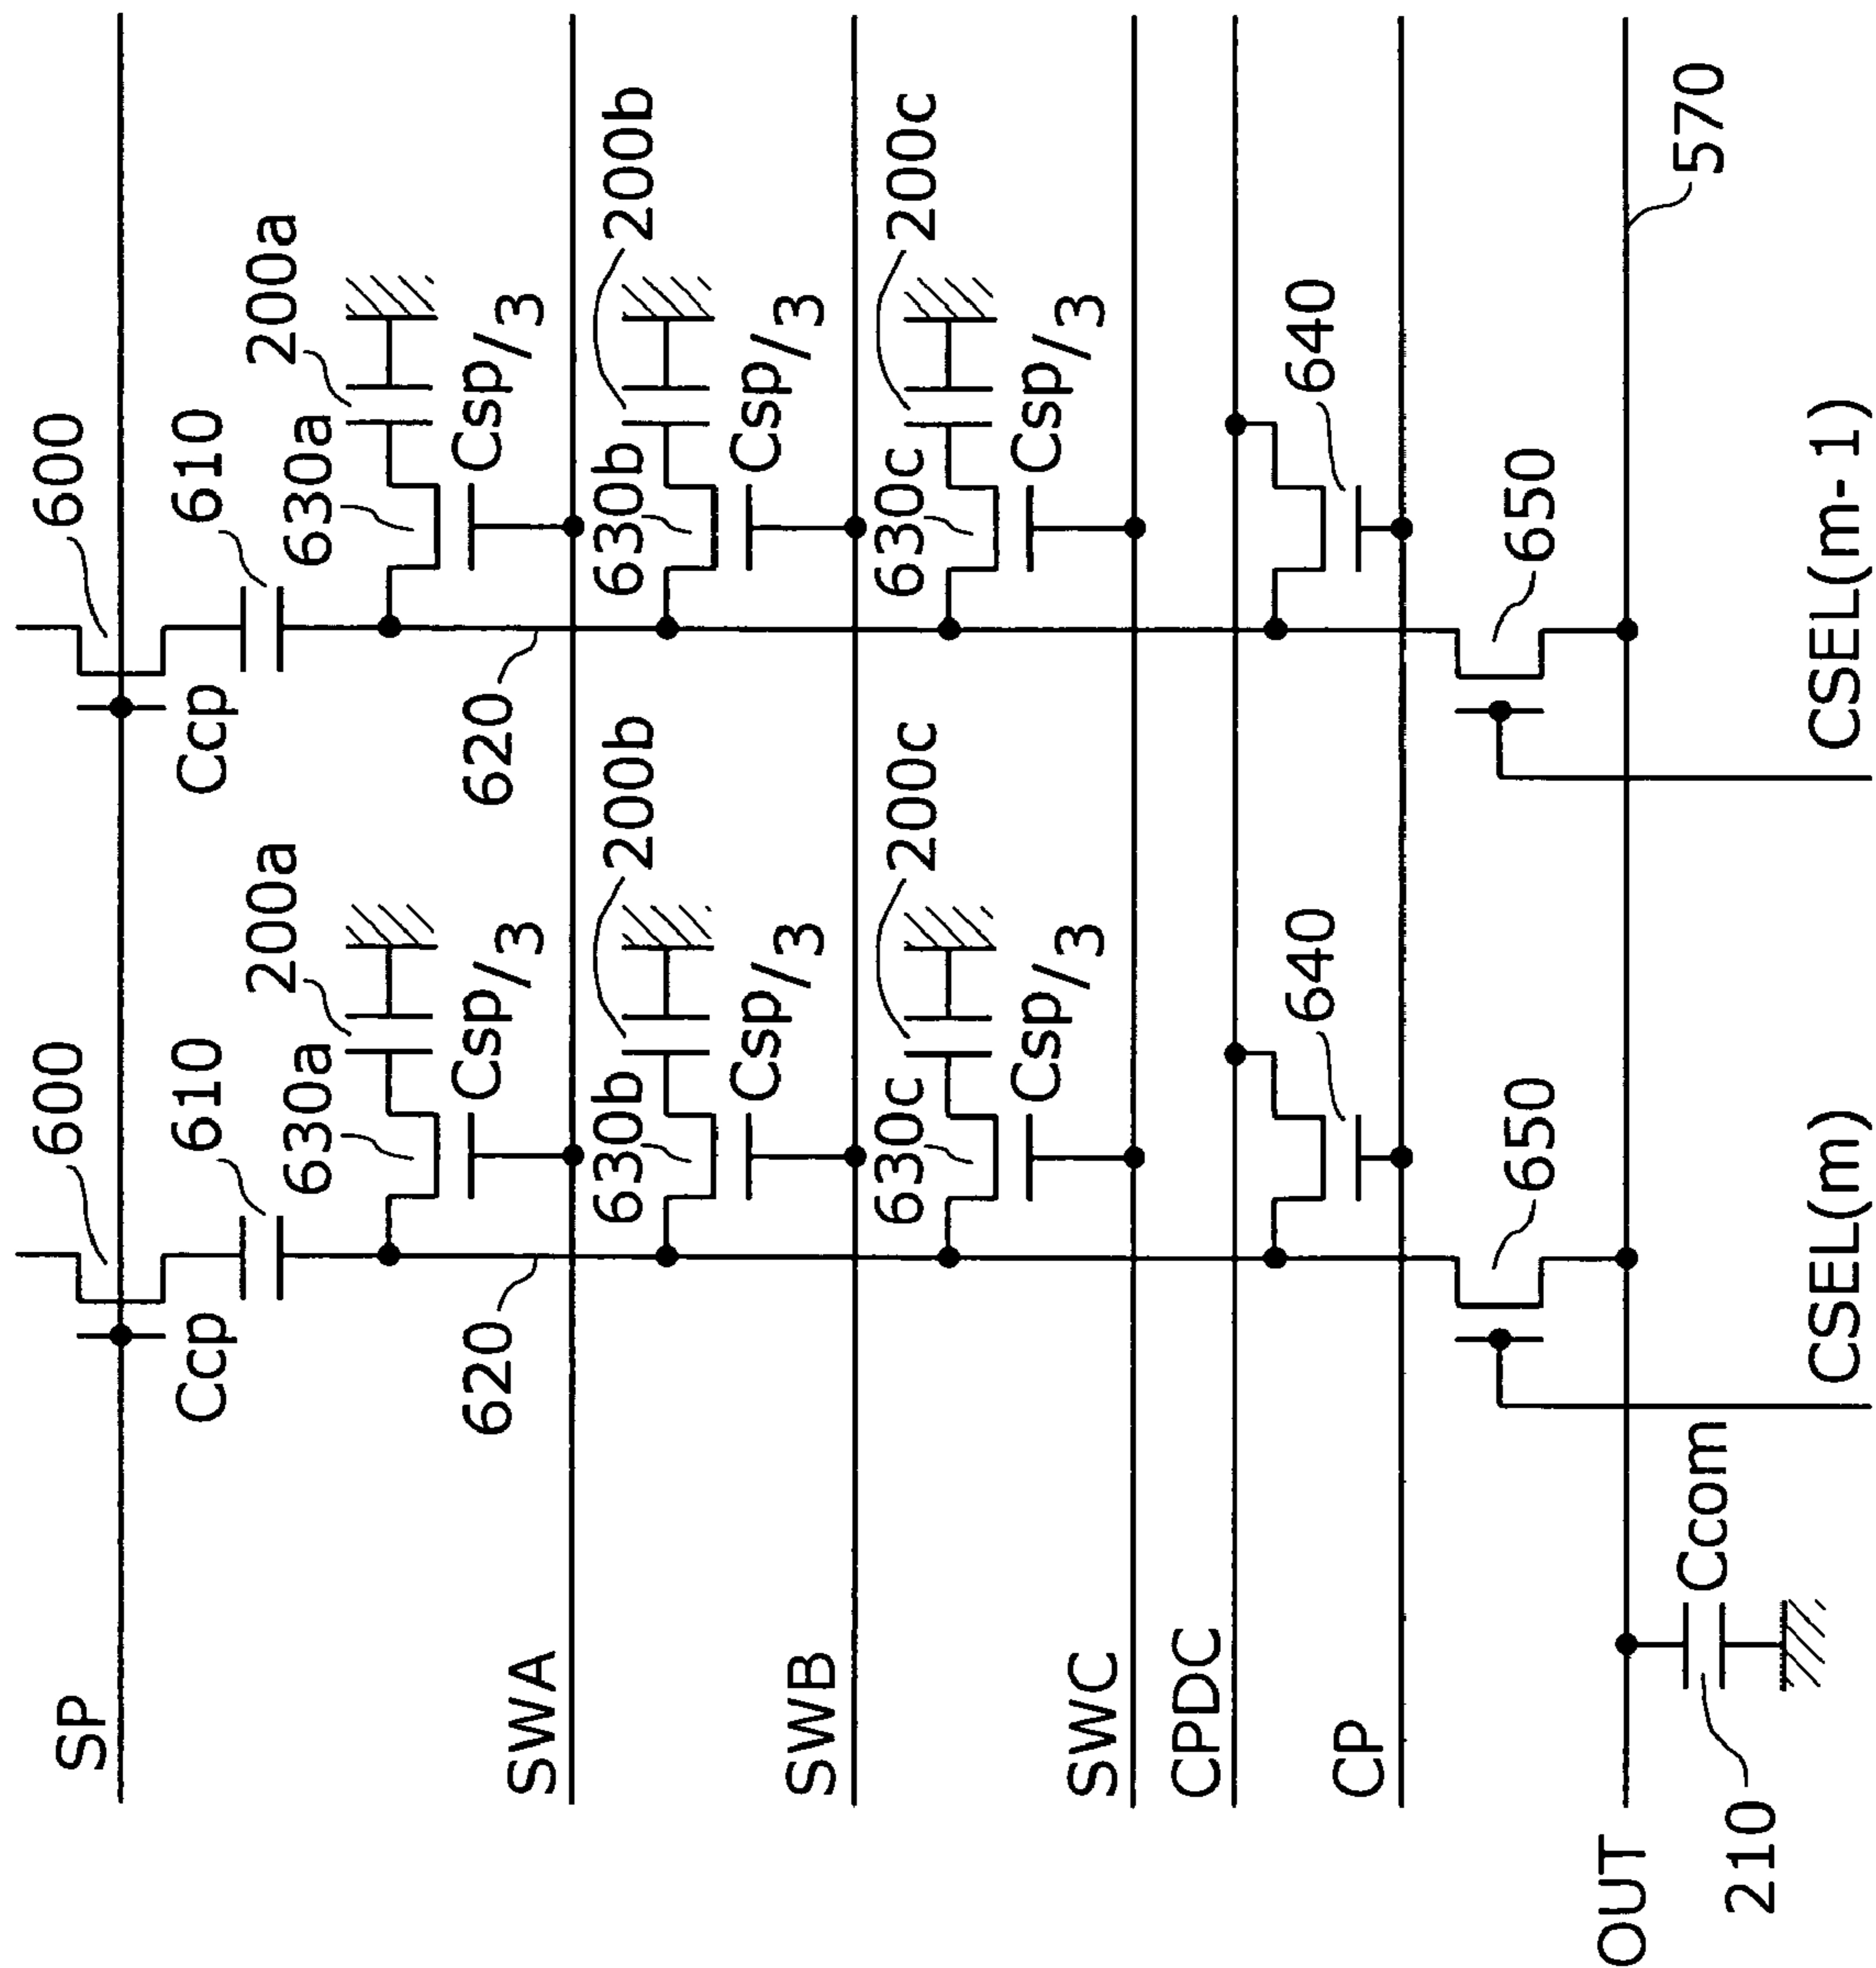 SP
SWA
SWB
SWC
CPDC
CP
OUT
600
610
Ccp
200a
630a
Csp/3
620
200b
630b
Csp/3
200c
630c
Csp/3
640
650
CSEL(m)
Ccom
210
600
610
Ccp
200a
630a
Csp/3
620
200b
630b
Csp/3
200c
630c
Csp/3
640
650
CSEL(m-1)
570